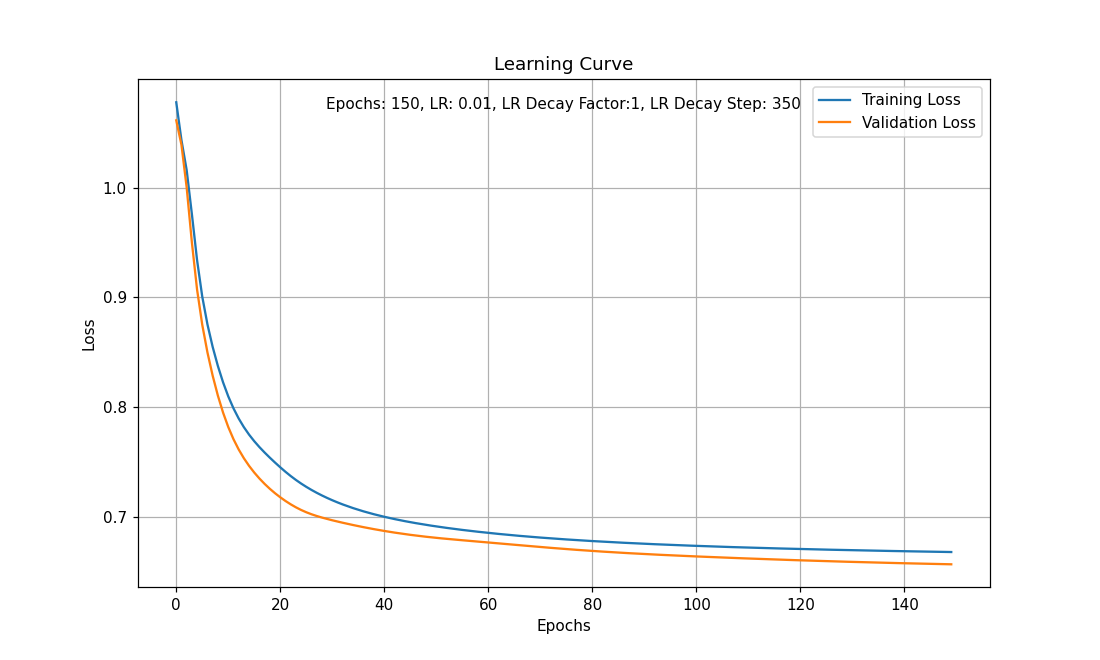 Learning Curve
Epochs: 150, LR: 0.01, LR Decay Factor:1, LR Decay Step: 350
Training Loss
Validation Loss
Loss
1.0
0.9
0.8
0.7
0 20 40 60 80 100 120 140
Epochs